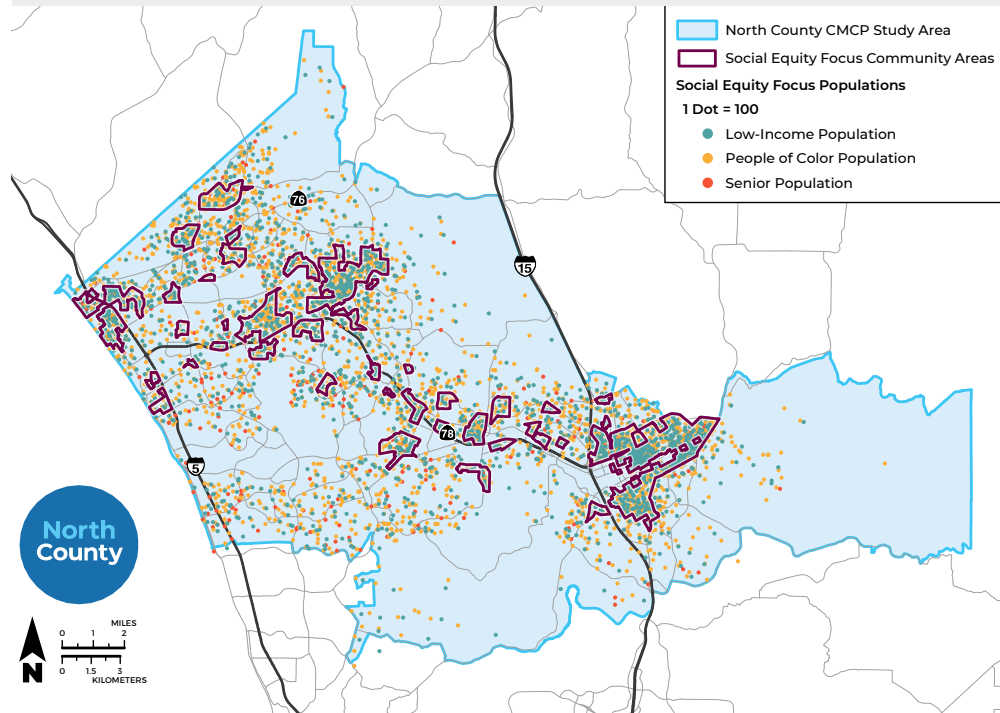 North County CMCP Study Area
Social Equity Focus Community Areas
Social Equity Focus Populations
1 Dot = 100
Low-Income Population
People of Color Population
Senior Population
76
15
78
5
North
County
MILES
0 1 2
0 1.5 3
KILOMETERS
N